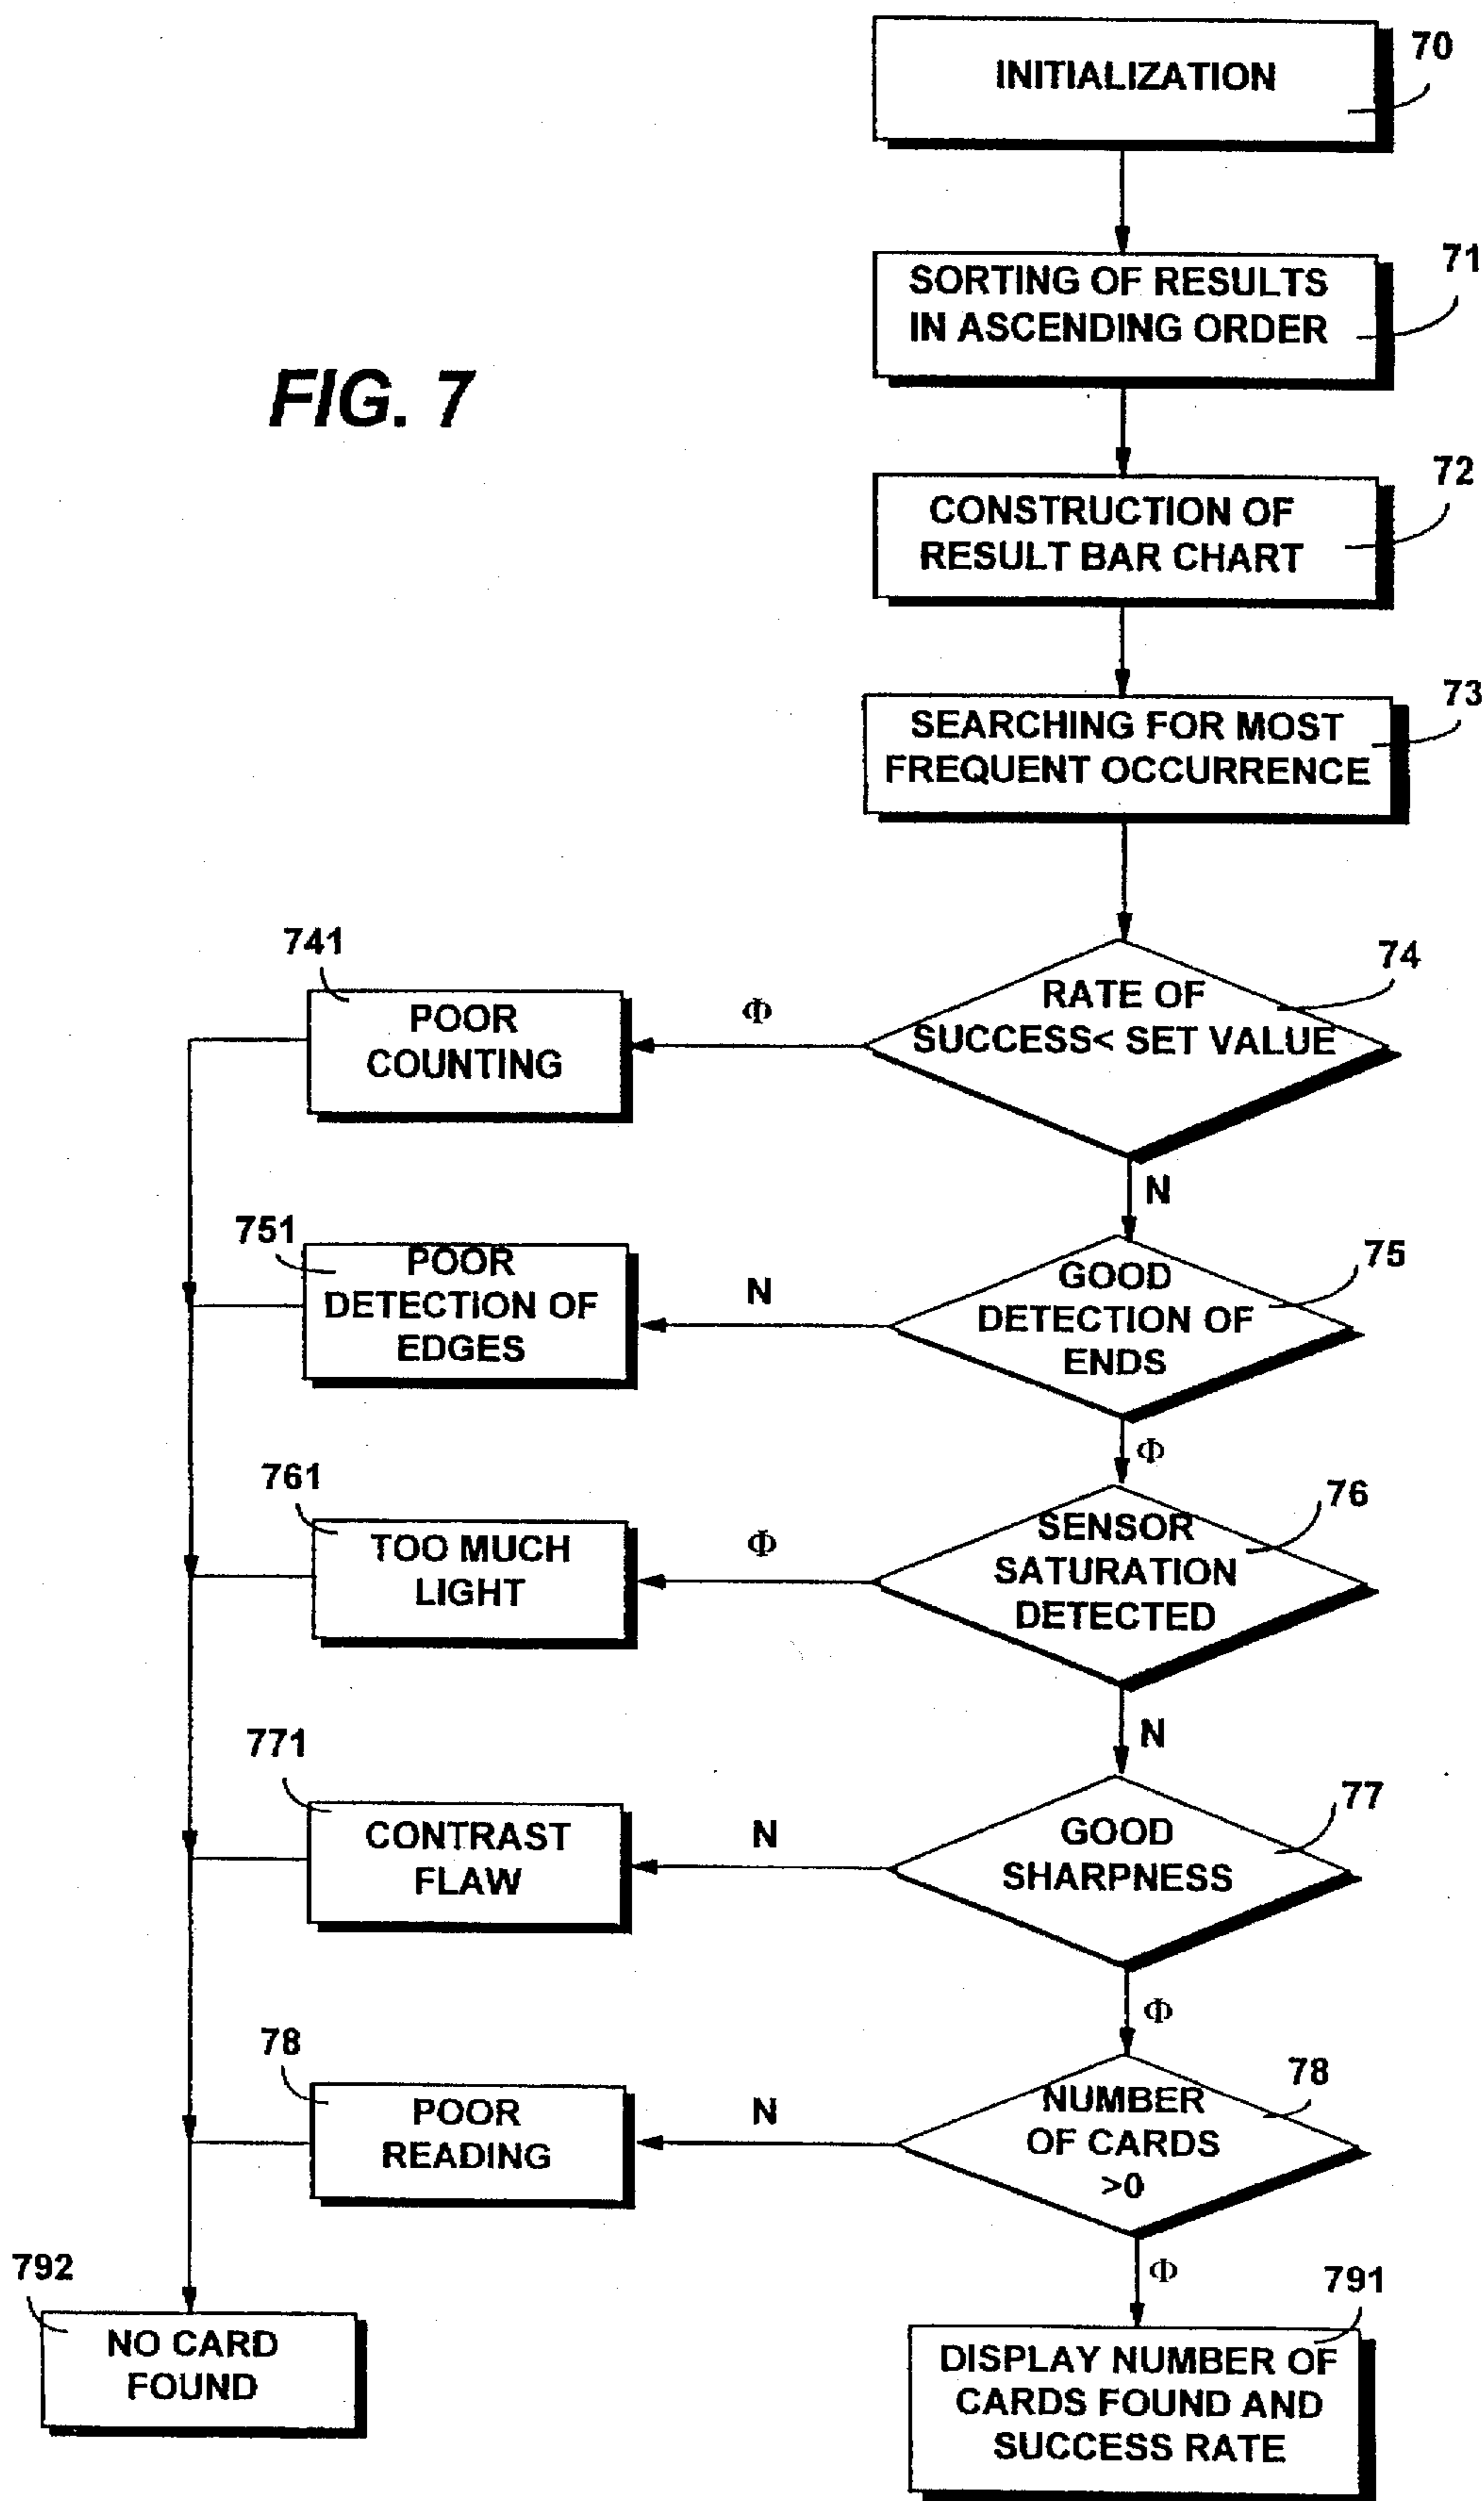 70
INITIALIZATION
71
SORTING OF RESULTS
IN ASCENDING ORDER
FIG. 7
72
CONSTRUCTION OF
RESULT BAR CHART
73
SEARCHING FOR MOST
FREQUENT OCCURRENCE
74
RATE OF
SUCCESS< SET VALUE
Φ
741
POOR
COUNTING
N
75
GOOD
DETECTION OF
ENDS
N
751
POOR
DETECTION OF
EDGES
Φ
76
SENSOR
SATURATION
DETECTED
Φ
761
TOO MUCH
LIGHT
N
77
GOOD
SHARPNESS
N
771
CONTRAST
FLAW
Φ
78
NUMBER
OF CARDS
>0
N
78
POOR
READING
Φ
792
NO CARD
FOUND
791
DISPLAY NUMBER OF
CARDS FOUND AND
SUCCESS RATE